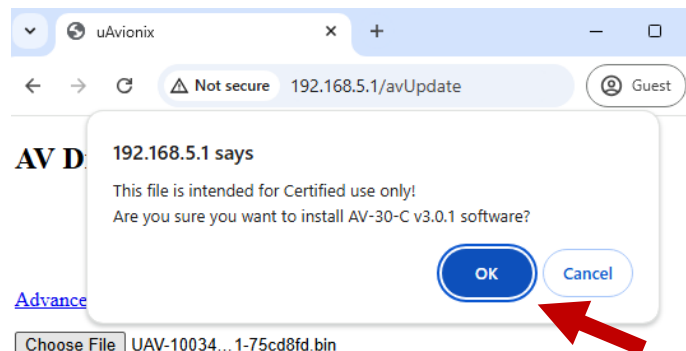 uAvionix
Not secure 192.168.5.1/avUpdate Guest
AV D
192.168.5.1 says
This file is intended for Certified use only!
Are you sure you want to install AV-30-C v3.0.1 software?
OK Cancel
Advance
Choose File UAV-10034...1-75cd8fd.bin